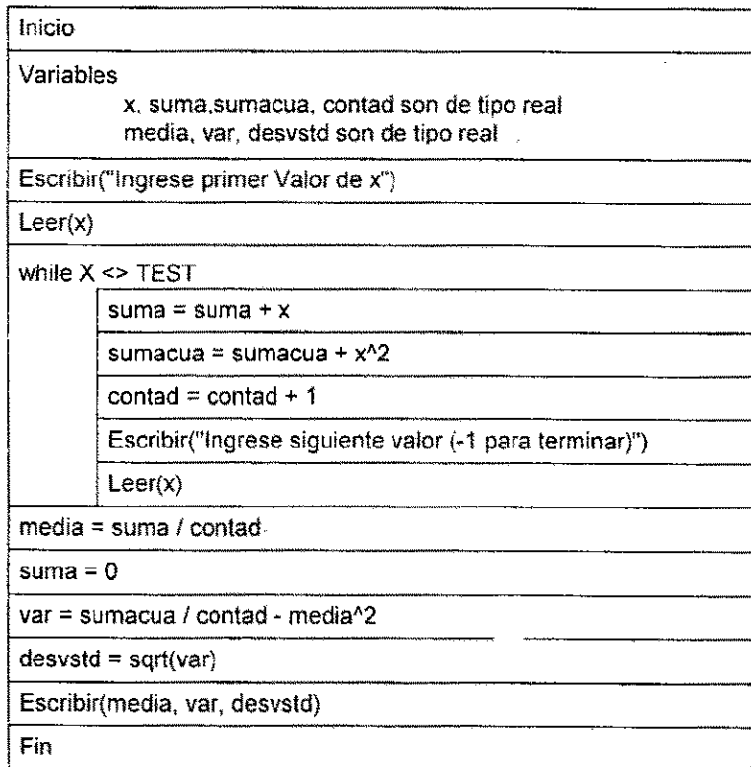 Inicio
Variables
x, suma,sumacua, contad son de tipo real
media, var, desvstd son de tipo real
Escribir("Ingrese primer Valor de x")
Leer(x)
while X <> TEST
suma = suma + x
sumacua = sumacua + x^2
contad = contad + 1
Escribir("Ingrese siguiente valor (-1 para terminar)")
Leer(x)
media = suma / contad
suma = 0
var = sumacua / contad - media^2
desvstd = sqrt(var)
Escribir(media, var, desvstd)
Fin